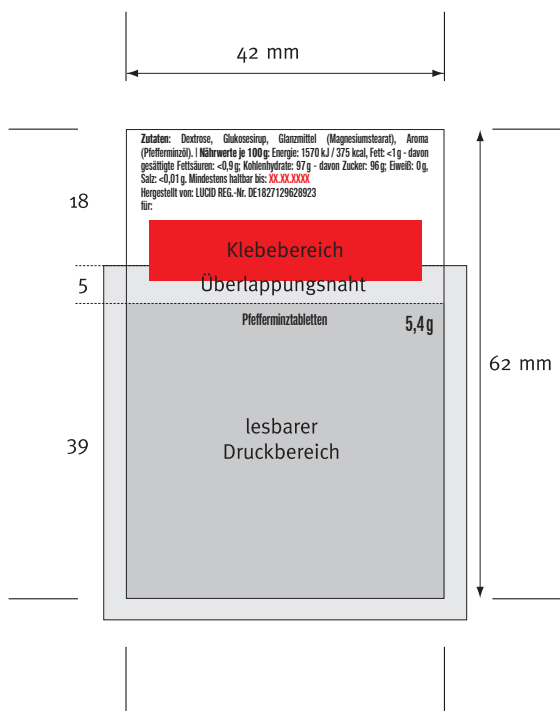 42 mm
Zutaten: Dextrose, Glukosesirup, Glanzmittel (Magnesiumstearat), Aroma
(Pfefferminzöl). | Nährwerte je 100 g: Energie: 1570 kJ / 375 kcal, Fett: <1 g - davon
gesättigte Fettsäuren: <0,9 g; Kohlenhydrate: 97 g - davon Zucker: 96 g; Eiweiß: 0 g,
Salz: <0,01 g. Mindestens haltbar bis: XX.XX.XXXX
Hergestellt von: LUCID REG.-Nr. DE1827129628923
für:
18
Klebebereich
5
Überlappungsnaht
Pfefferminztabletten
5,4 g
62 mm
39
lesbarer
Druckbereich